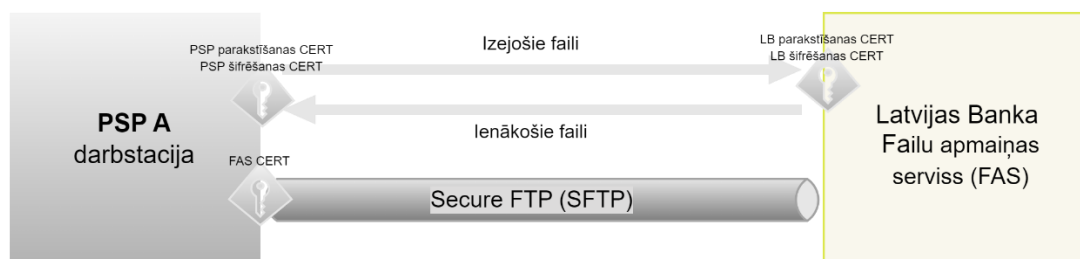 PSP A
darbstacija
PSP parakstīšanas CERT
PSP šifrēšanas CERT
Izejošie faili
LB parakstīšanas CERT
LB šifrēšanas CERT
Ienākošie faili
FAS CERT
Secure FTP (SFTP)
Latvijas Banka
Failu apmaiņas
serviss (FAS)